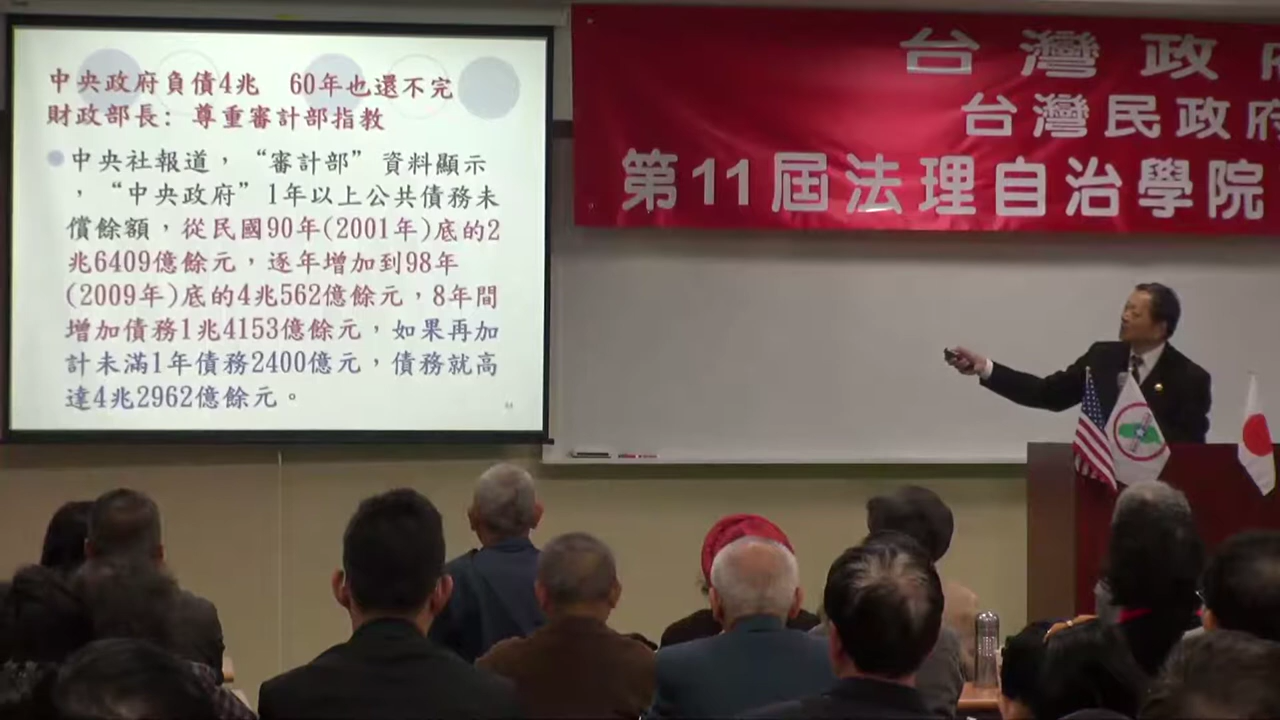 中央政府負債4兆　60年也還不完
財政部長：尊重審計部指教
中央社報道，“審計部”資料顯示
，“中央政府”1年以上公共債務未
償餘額，從民國90年(2001年)底的2
兆6409億餘元，逐年增加到98年
(2009年)底的4兆562億餘元，8年間
增加債務1兆4153億餘元，如果再加
計未滿1年債務2400億元，債務就高
達4兆2962億餘元。
台灣政府
台灣民政府
第11屆法理自治學院